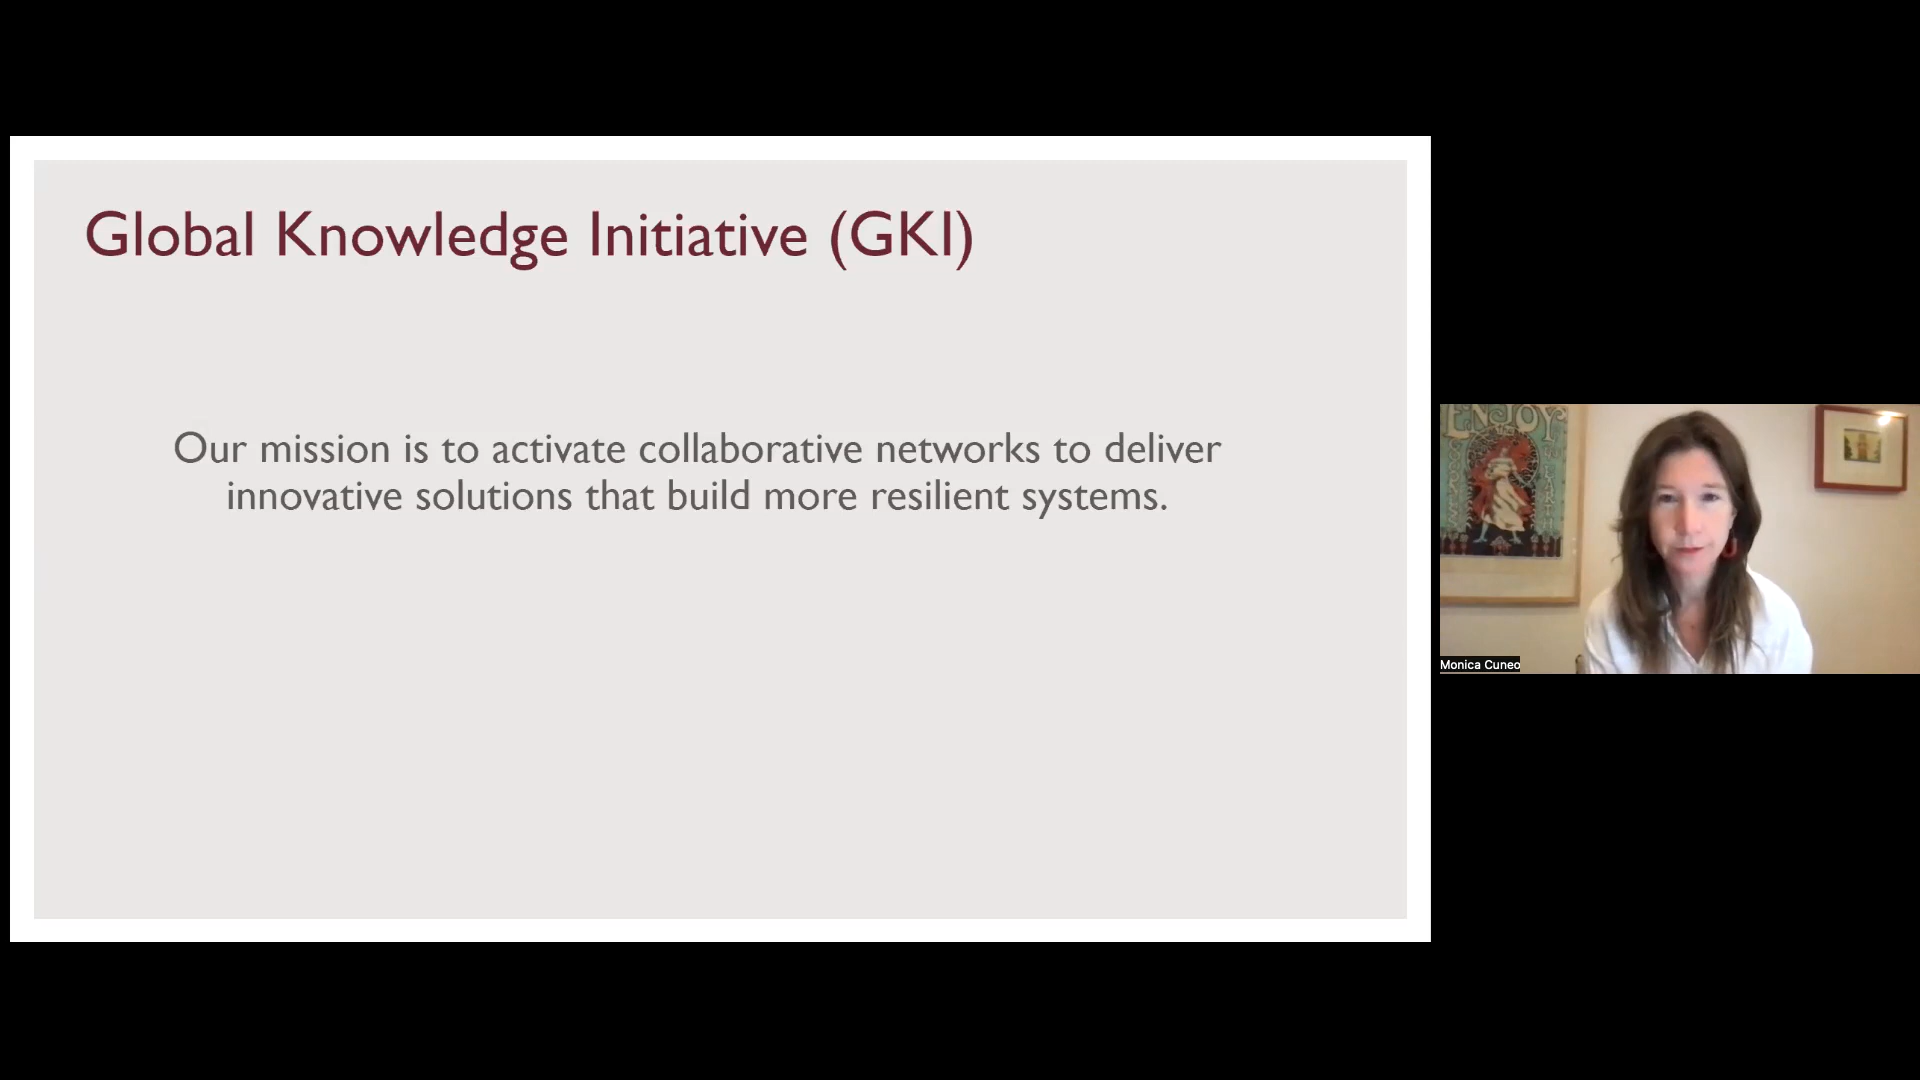 Global Knowledge Initiative (GKI)
Our mission is to activate collaborative networks to deliver
innovative solutions that build more resilient systems.
ENJOY
Monica Cuneo